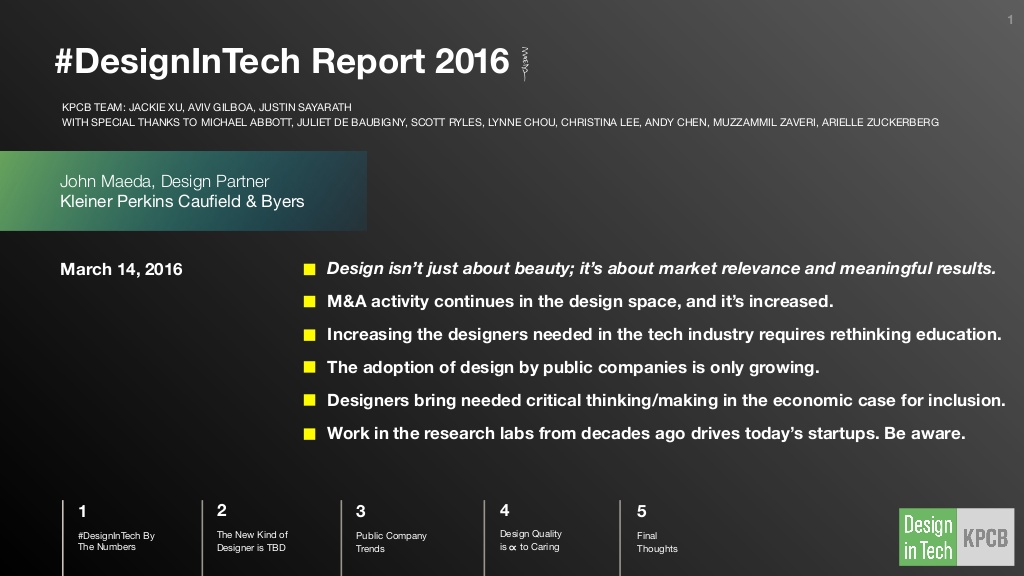 1
#DesignInTech Report 2016
KPCB TEAM: JACKIE XU, AVIV GILBOA, JUSTIN SAYARATH
WITH SPECIAL THANKS TO MICHAEL ABBOTT, JULIET DE BAUBIGNY, SCOTT RYLES, LYNNE CHOU, CHRISTINA LEE, ANDY CHEN, MUZZAMMIL ZAVERI, ARIELLE ZUCKERBERG
John Maeda, Design Partner
Kleiner Perkins Caufield & Byers
March 14, 2016
Design isn’t just about beauty; it’s about market relevance and meaningful results.
M&A activity continues in the design space, and it’s increased.
Increasing the designers needed in the tech industry requires rethinking education.
The adoption of design by public companies is only growing.
Designers bring needed critical thinking/making in the economic case for inclusion.
Work in the research labs from decades ago drives today’s startups. Be aware.
1
#DesignInTech By
The Numbers
2
The New Kind of
Designer is TBD
3
Public Company
Trends
4
Design Quality
is ∝ to Caring
5
Final
Thoughts
Design
in Tech
KPCB